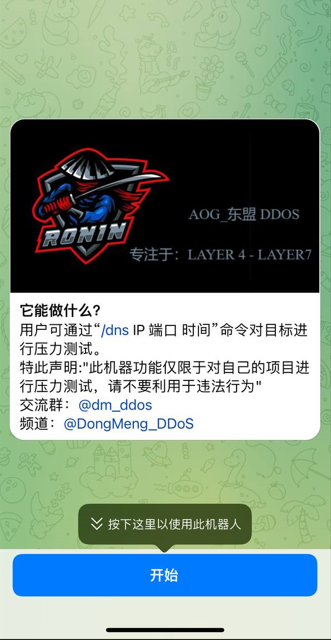 RONIN
AOG_东盟 DDOS
专注于：LAYER 4 - LAYER7
它能做什么？
用户可通过“/dns IP 端口 时间”命令对目标进
行压力测试。
特此声明:"此机器功能仅限于对自己的项目进
行压力测试，请不要利用于违法行为"
交流群：@dm_ddos
频道：@DongMeng_DDoS
按下这里以使用此机器人
开始